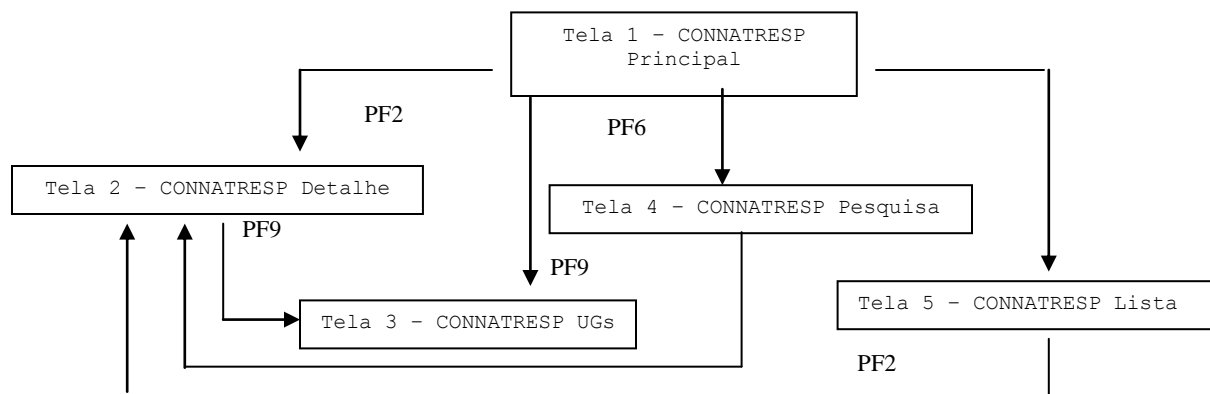 Tela 1 – CONNATRESP
Principal
PF2
PF6
Tela 2 – CONNATRESP Detalhe
Tela 4 – CONNATRESP Pesquisa
PF9
PF9
Tela 5 – CONNATRESP Lista
Tela 3 – CONNATRESP UGs
PF2